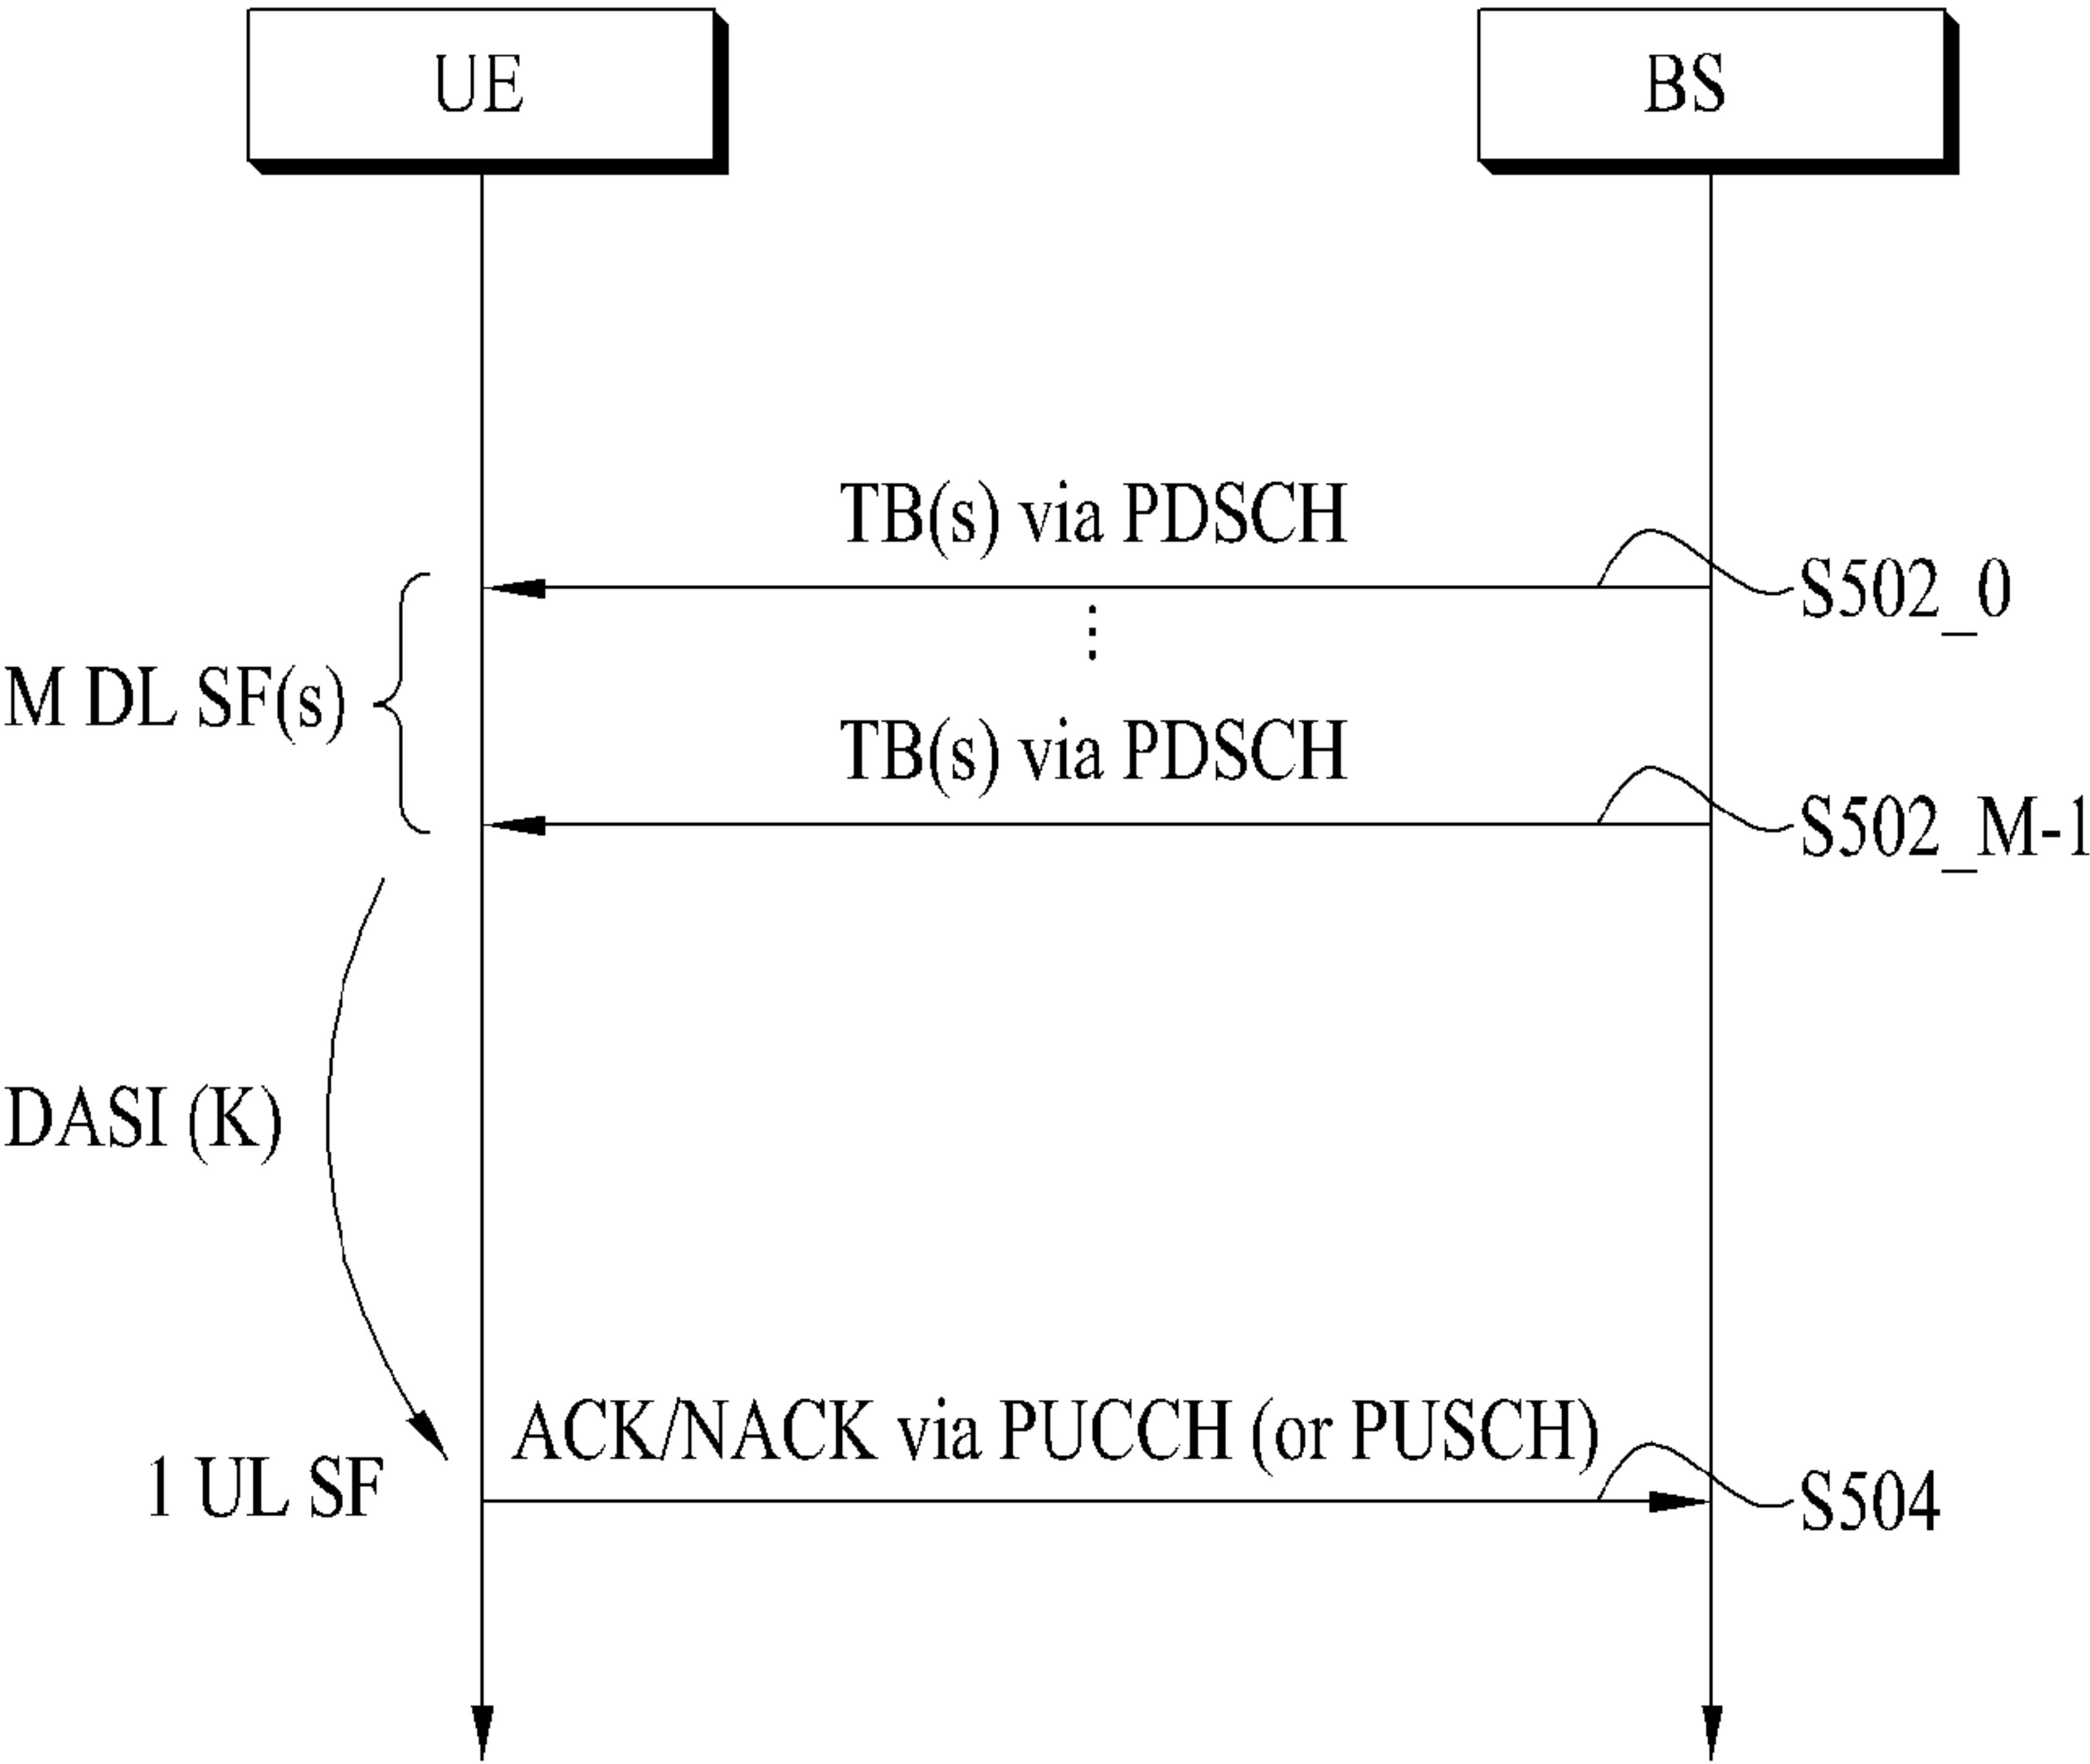 UE
BS
TB(s) via PDSCH
S502_0
M DL SF(s)
TB(s) via PDSCH
S502_M-1
DASI (K)
ACK/NACK via PUCCH (or PUSCH)
1 UL SF
S504